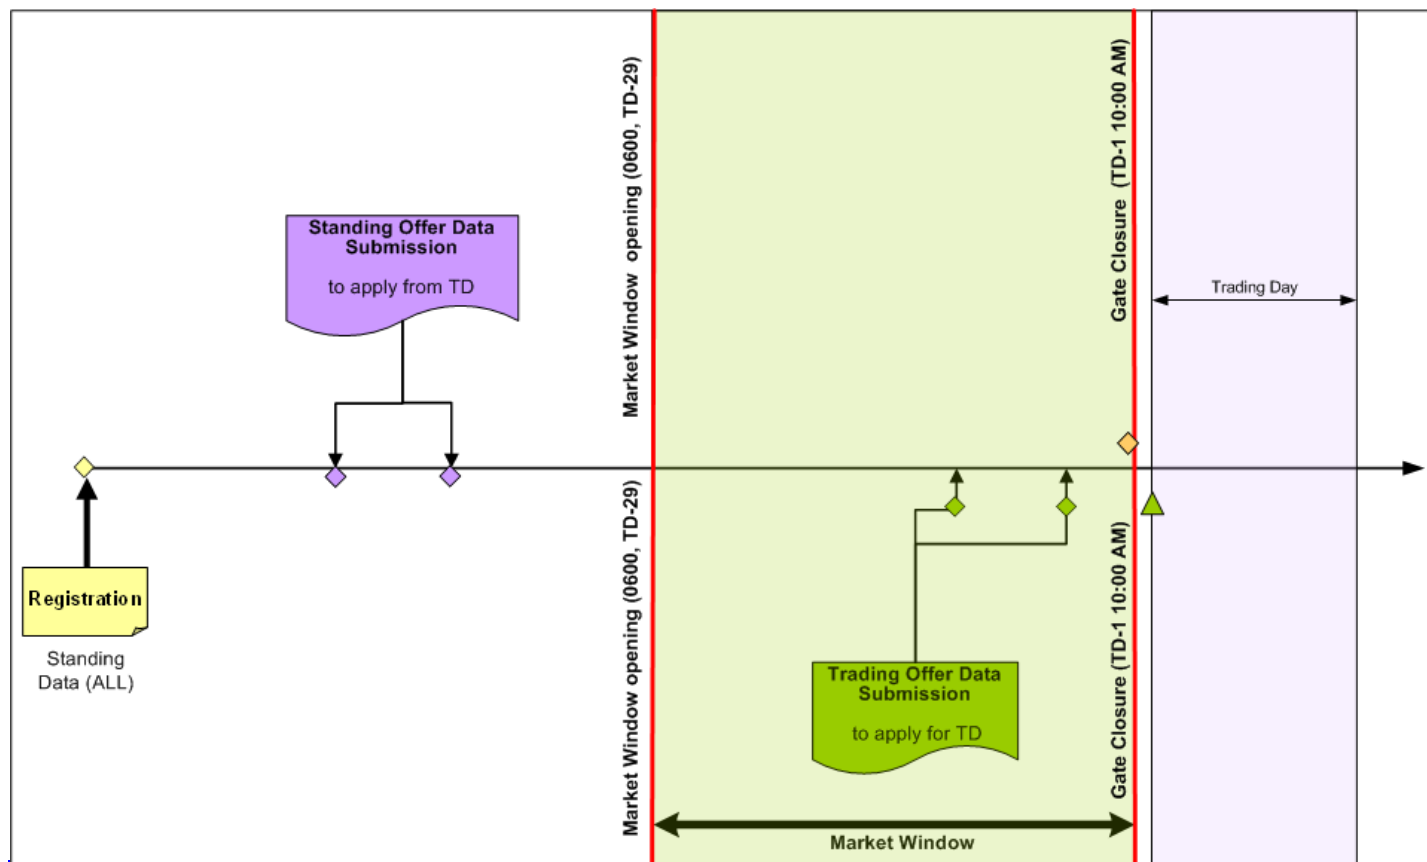 Market Window  opening (0600, TD-29)
Gate Closure  (TD-1 10:00 AM)
Standing Offer Data
Submission
to apply from TD
Trading Day
Registration
Standing
Data (ALL)
Market Window opening (0600, TD-29)
Gate Closure (TD-1 10:00 AM)
Trading Offer Data
Submission
to apply for TD
Market Window